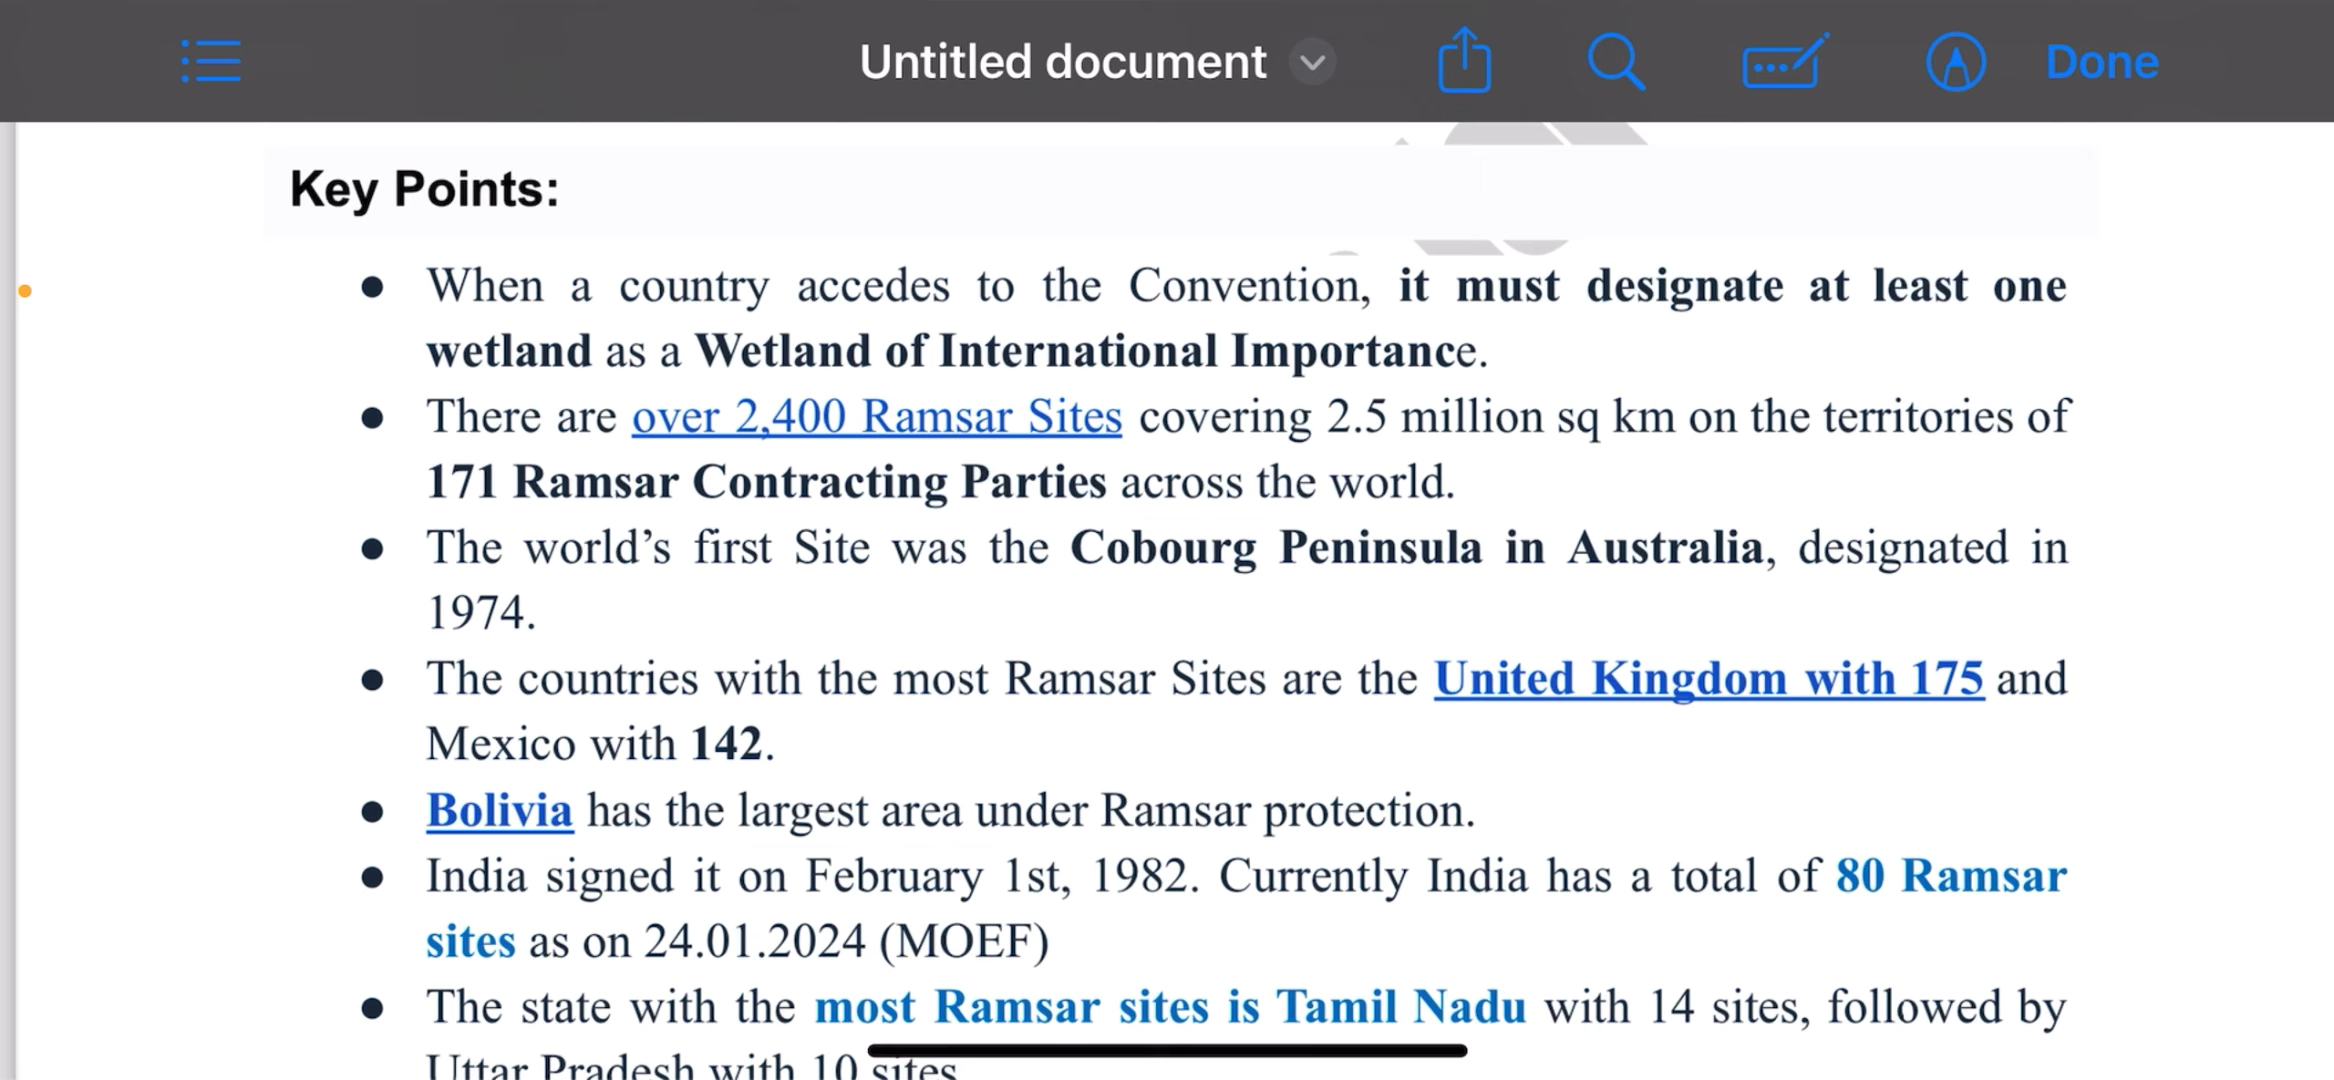 Untitled document
Done
Key Points:
● When a country accedes to the Convention, it must designate at least one
wetland as a Wetland of International Importance.
● There are over 2,400 Ramsar Sites covering 2.5 million sq km on the territories of
171 Ramsar Contracting Parties across the world.
● The world’s first Site was the Cobourg Peninsula in Australia, designated in
1974.
● The countries with the most Ramsar Sites are the United Kingdom with 175 and
Mexico with 142.
● Bolivia has the largest area under Ramsar protection.
● India signed it on February 1st, 1982. Currently India has a total of 80 Ramsar
sites as on 24.01.2024 (MOEF)
● The state with the most Ramsar sites is Tamil Nadu with 14 sites, followed by
Uttar Pradesh with 10 sites